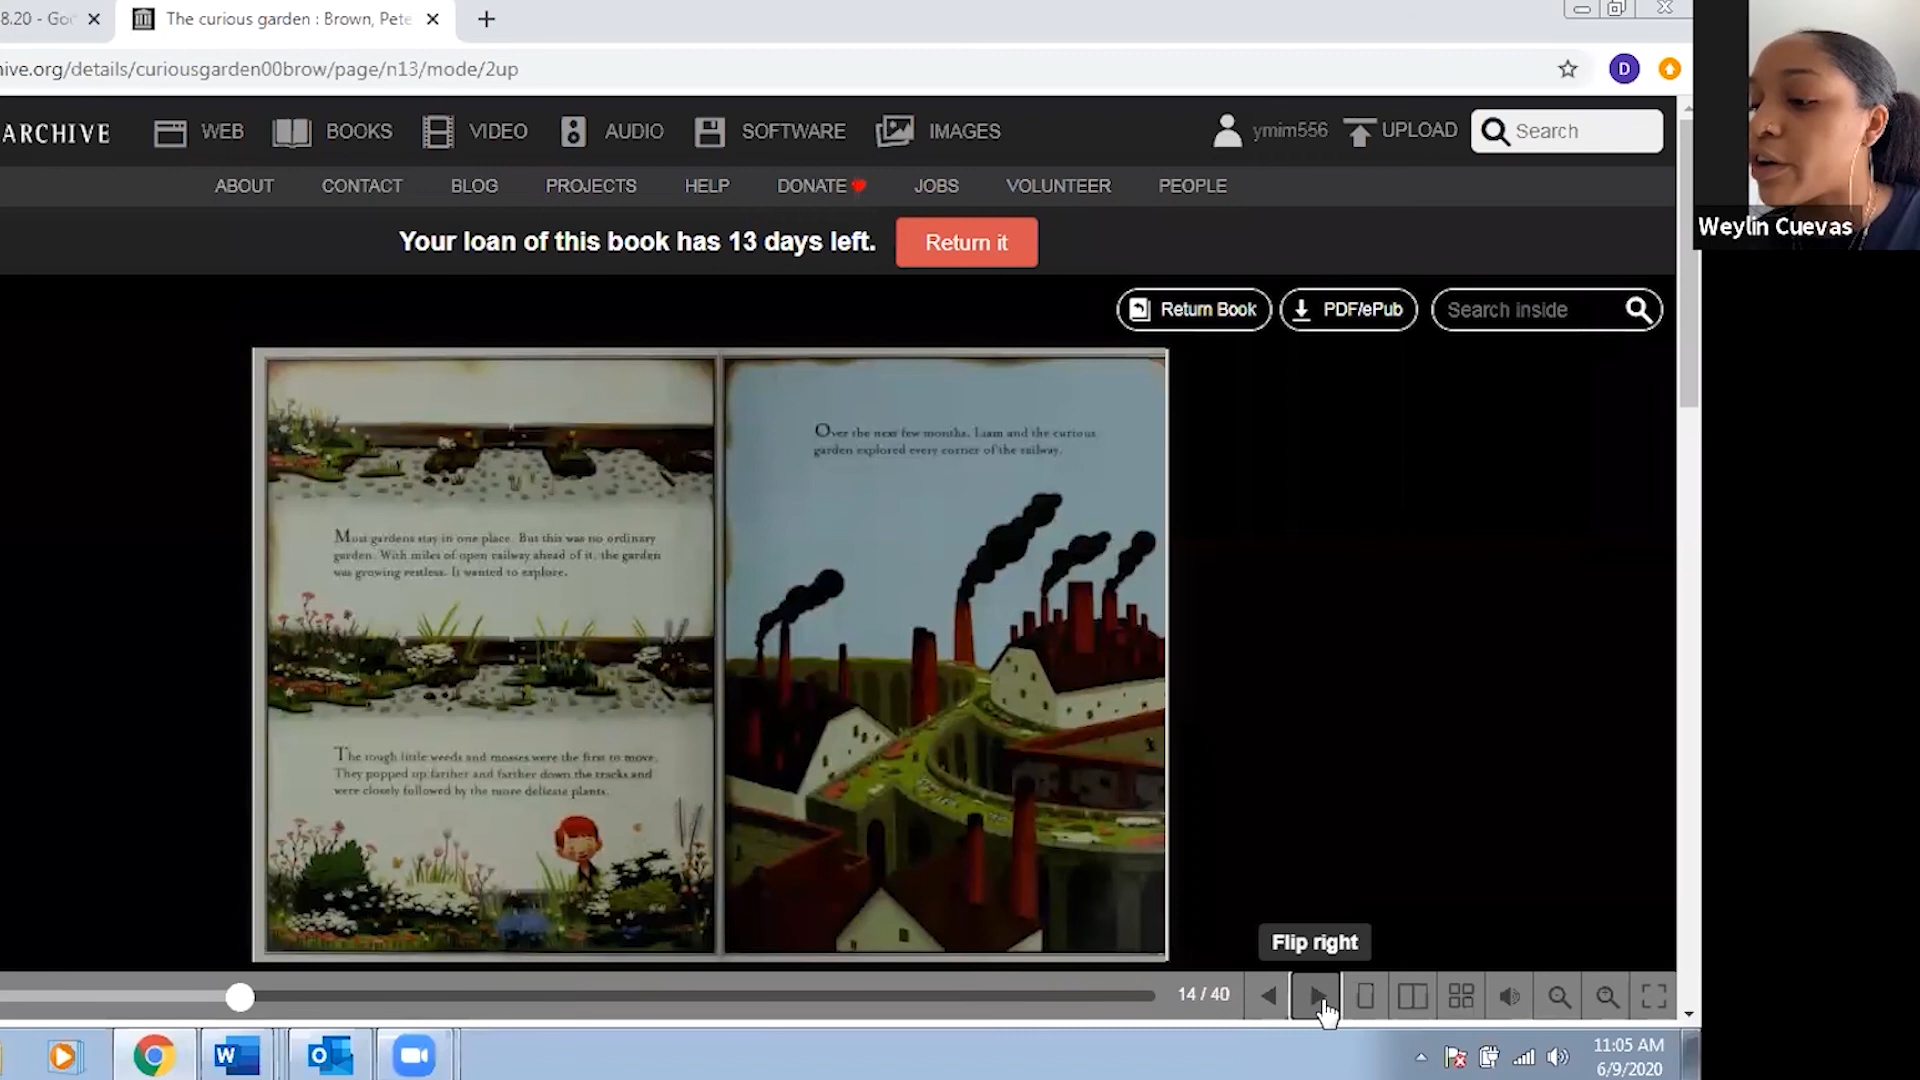 8.20 - Goo
The curious garden : Brown, Pete
ive.org/details/curiousgarden00brow/page/n13/mode/2up
D
ARCHIVE WEB BOOKS VIDEO AUDIO SOFTWARE IMAGES ymim556 UPLOAD Search
ABOUT CONTACT BLOG PROJECTS HELP DONATE JOBS VOLUNTEER PEOPLE
Weylin Cuevas
Your loan of this book has 13 days left. Return it
Return Book PDF/ePub Search inside
Most gardens stay in one place. But this was no ordinary
garden. With miles of open railway ahead of it, the garden
was growing restless. It wanted to explore.
The tough little weeds and mosses were the first to move.
They popped up farther and farther down the tracks and
were closely followed by the more delicate plants.
Over the next few months, Liam and the curious
garden explored every corner of the railway.
Flip right
14 / 40
W O
11:05 AM
6/9/2020